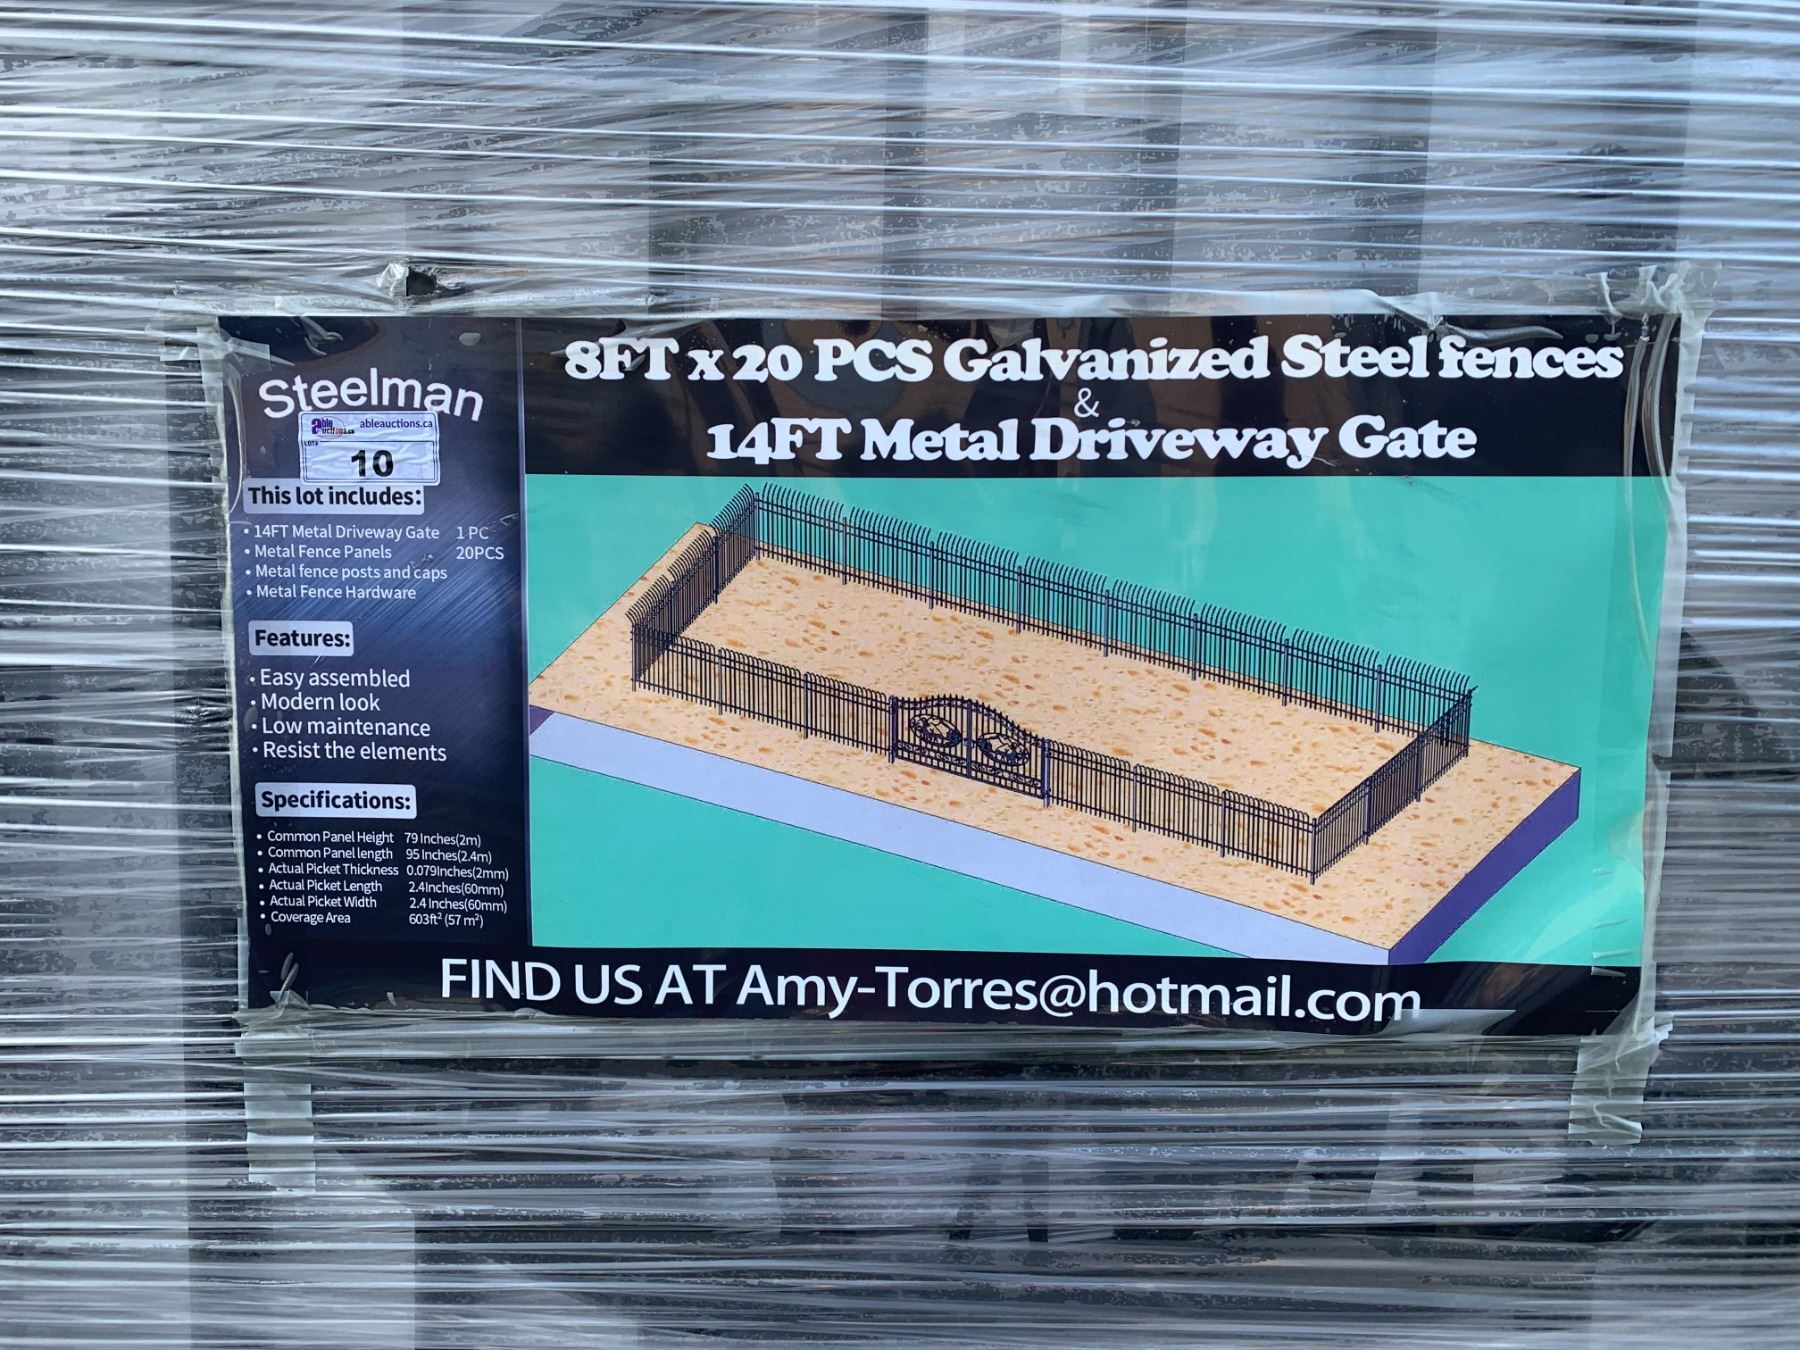 Steelman
able auctions.ca ableauctions.ca
LOT#
10
This lot includes:
• 14FT Metal Driveway Gate 1 PC
• Metal Fence Panels 20PCS
• Metal fence posts and caps
• Metal Fence Hardware
Features:
• Easy assembled
• Modern look
• Low maintenance
• Resist the elements
Specifications:
• Common Panel Height 79 Inches(2m)
• Common Panel length 95 Inches(2.4m)
• Actual Picket Thickness 0.079Inches(2mm)
• Actual Picket Length 2.4Inches(60mm)
• Actual Picket Width 2.4 Inches(60mm)
• Coverage Area 603ft² (57 m²)
8FT x 20 PCS Galvanized Steel fences
&
14FT Metal Driveway Gate
FIND US AT Amy-Torres@hotmail.com